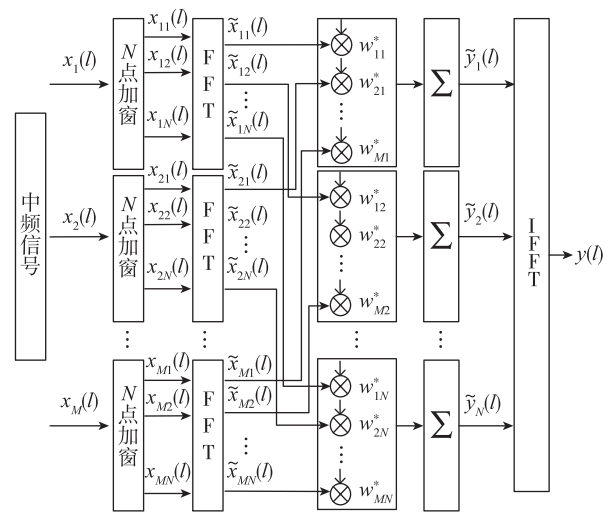 中频信号
x₁(l)
N点加窗
x₁₁(l)
x₁₂(l)
x₁N(l)
FFT
x̃₁₁(l)
x̃₁₂(l)
⋯
x̃₁N(l)
x₂(l)
N点加窗
x₂₁(l)
x₂₂(l)
x₂N(l)
FFT
x̃₂₁(l)
x̃₂₂(l)
⋯
x̃₂N(l)
⋮
xM(l)
N点加窗
xM1(l)
xM2(l)
xMN(l)
FFT
x̃M1(l)
x̃M2(l)
⋯
x̃MN(l)
w*₁₁
w*₂₁
⋮
w*M1
w*₁₂
w*₂₂
⋮
w*M2
⋮
w*₁N
w*₂N
⋮
w*MN
Σ
ỹ₁(l)
Σ
ỹ₂(l)
⋮
Σ
ỹN(l)
IFFT
y(l)